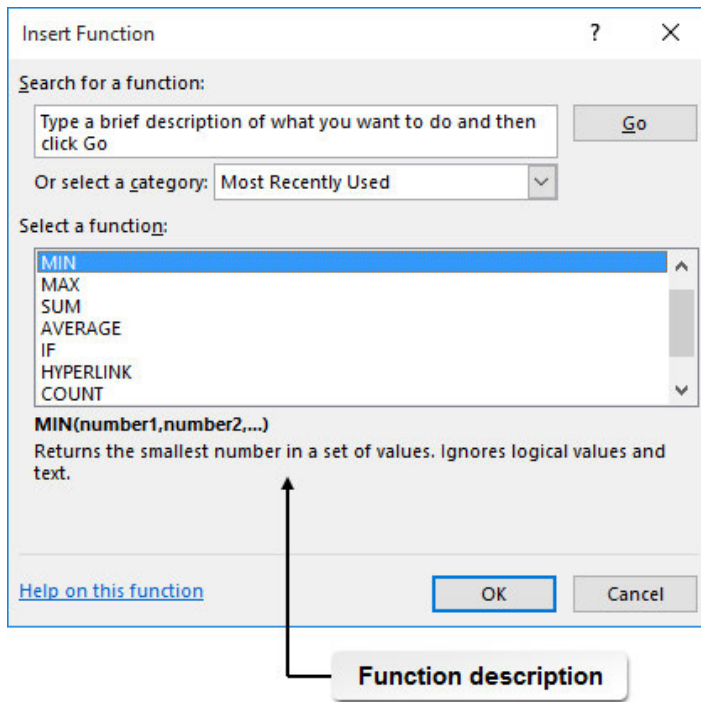 Insert Function
?
Search for a function:
Type a brief description of what you want to do and then
click Go
Go
Or select a category:
Most Recently Used
Select a function:
MIN
MAX
SUM
AVERAGE
IF
HYPERLINK
COUNT
MIN(number1,number2,...)
Returns the smallest number in a set of values. Ignores logical values and
text.
Help on this function
OK
Cancel
Function description